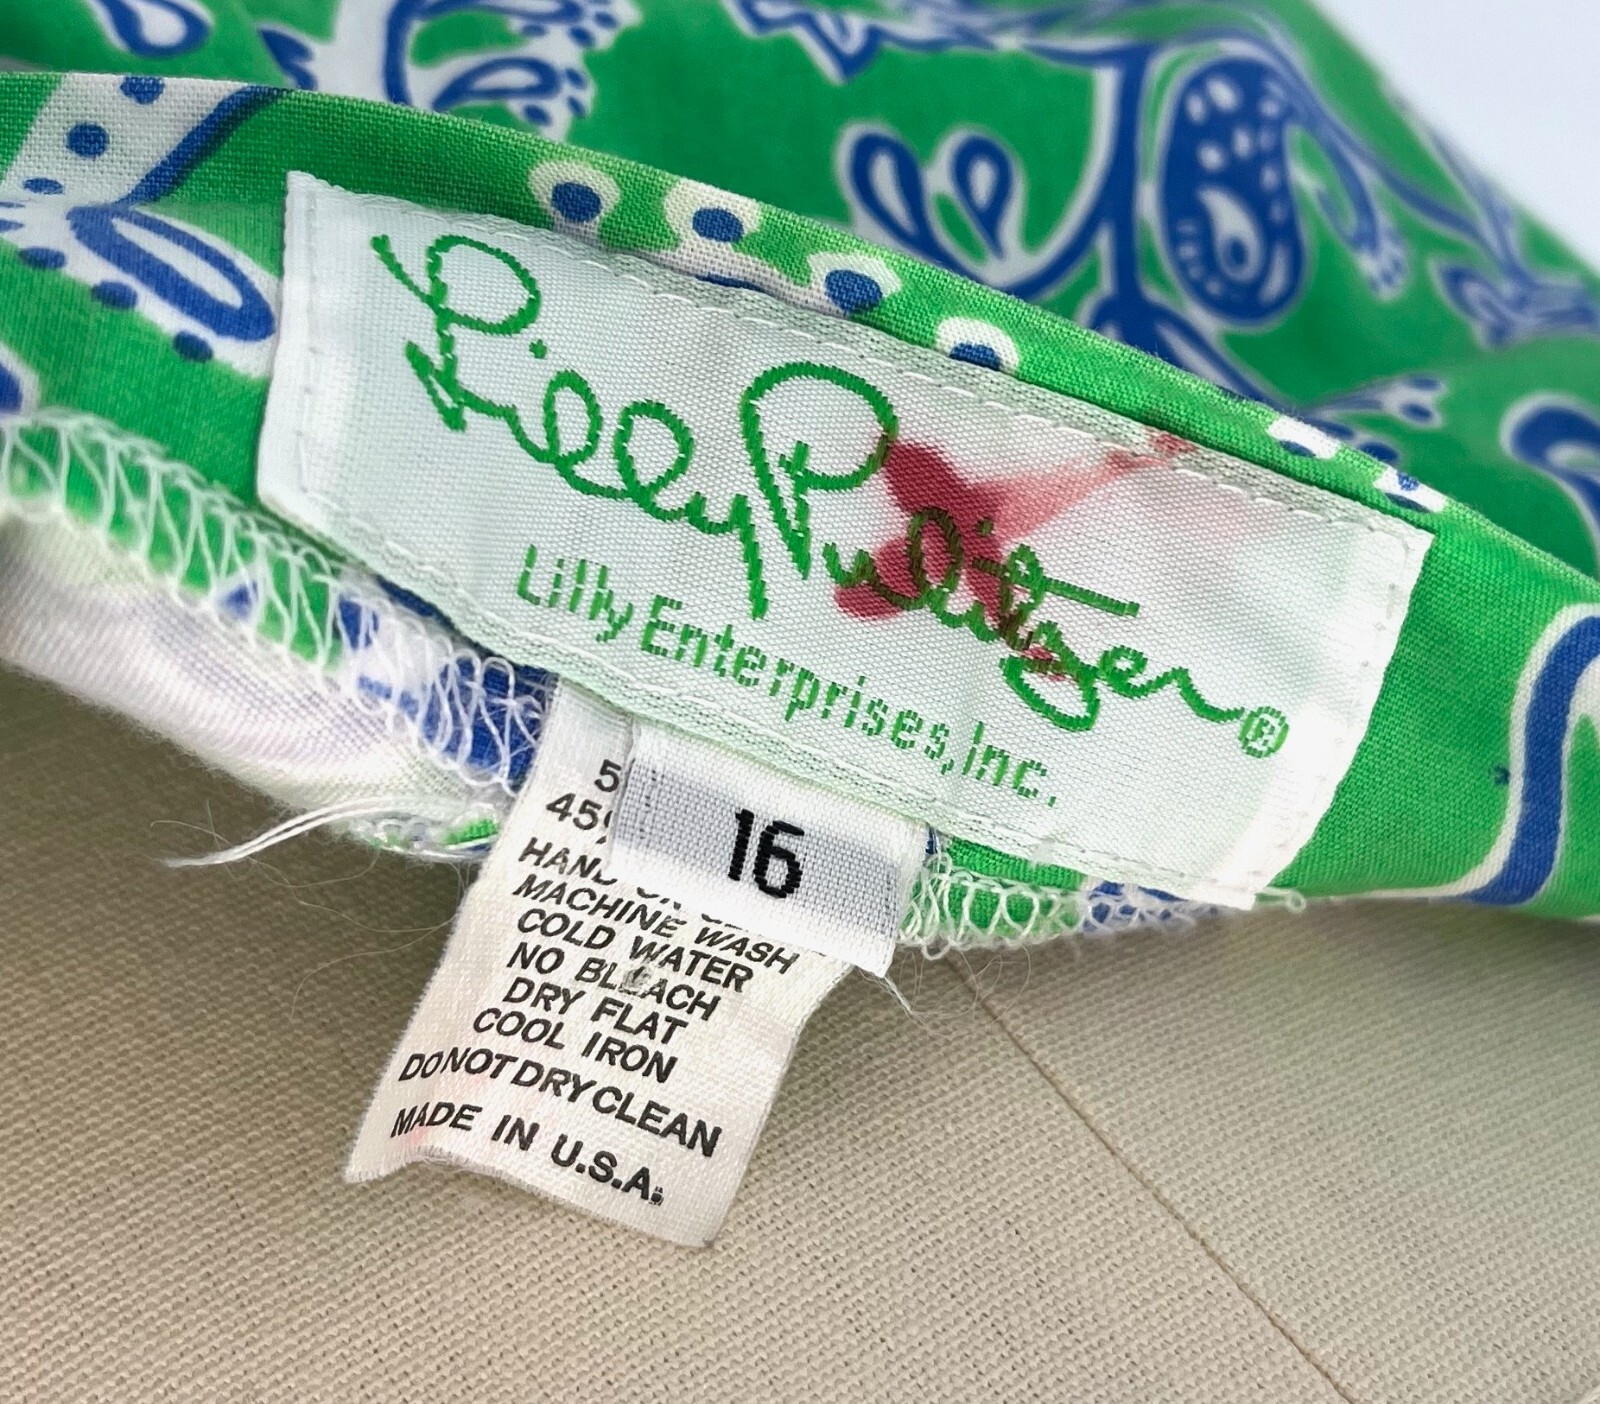 Lilly Pulitzer®
Lilly Enterprises, Inc.
16
MACHINE WASH
COLD WATER
NO BLEACH
DRY FLAT
COOL IRON
DO NOT DRY CLEAN
MADE IN U.S.A.